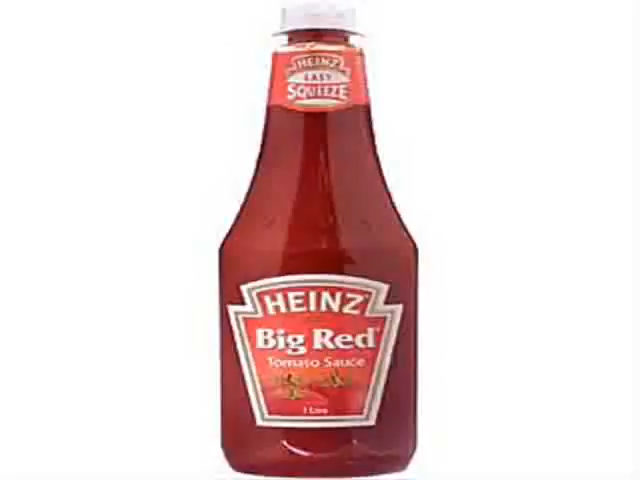 HEINZ
EASY
SQUEEZE
HEINZ
Big Red
Tomato Sauce
1 Litre